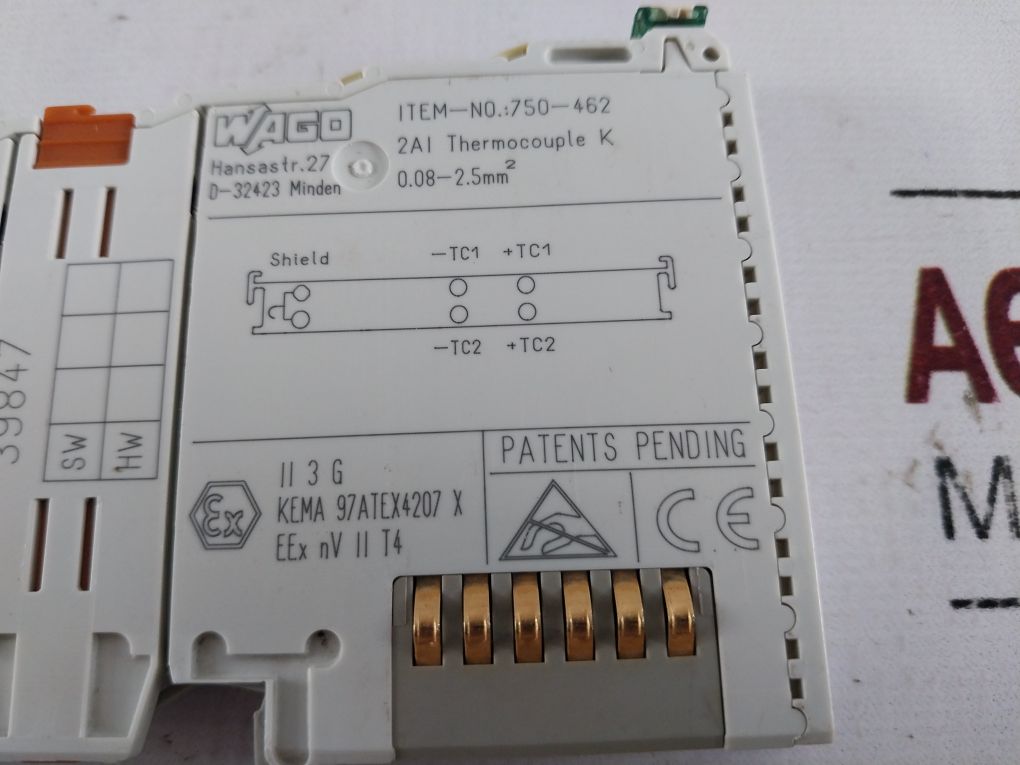 WAGO
Hansastr.27
D-32423 Minden
ITEM-NO.:750-462
2AI Thermocouple K
0.08-2.5mm²
Shield
-TC1 +TC1
-TC2 +TC2
39847
SW
HW
II 3 G
KEMA 97ATEX4207 X
EEx nV II T4
Ex
PATENTS PENDING
CE